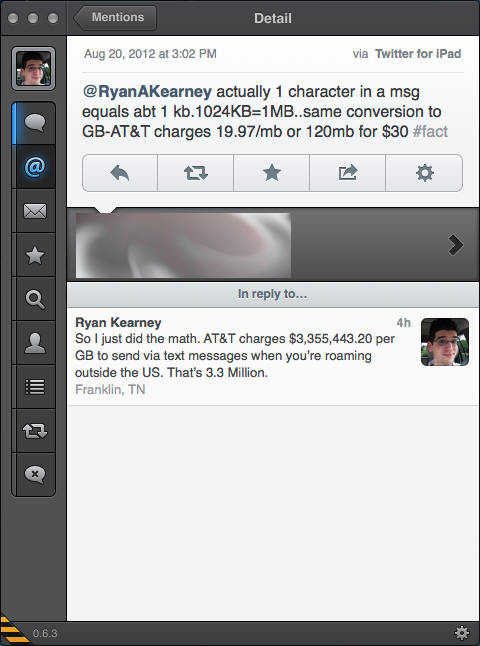 Mentions
Detail
Aug 20, 2012 at 3:02 PM
via Twitter for iPad
@RyanAKearney actually 1 character in a msg
equals abt 1 kb.1024KB=1MB..same conversion to
GB-AT&T charges 19.97/mb or 120mb for $30 #fact
In reply to...
Ryan Kearney
4h
So I just did the math. AT&T charges $3,355,443.20 per
GB to send via text messages when you're roaming
outside the US. That's 3.3 Million.
Franklin, TN
0.6.3